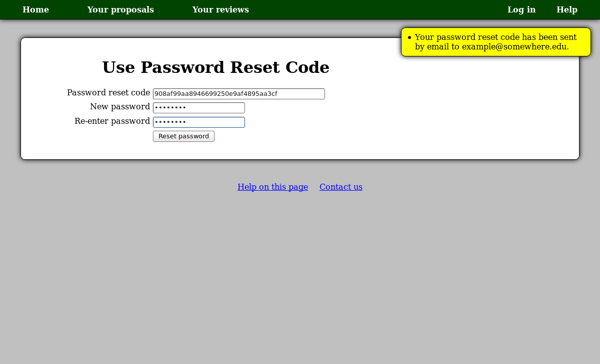 Home Your proposals Your reviews Log in Help
• Your password reset code has been sent
by email to example@somewhere.edu.
Use Password Reset Code
Password reset code 908af99aa8946699250e9af4895aa3cf
New password ••••••••
Re-enter password ••••••••
Reset password
Help on this page Contact us